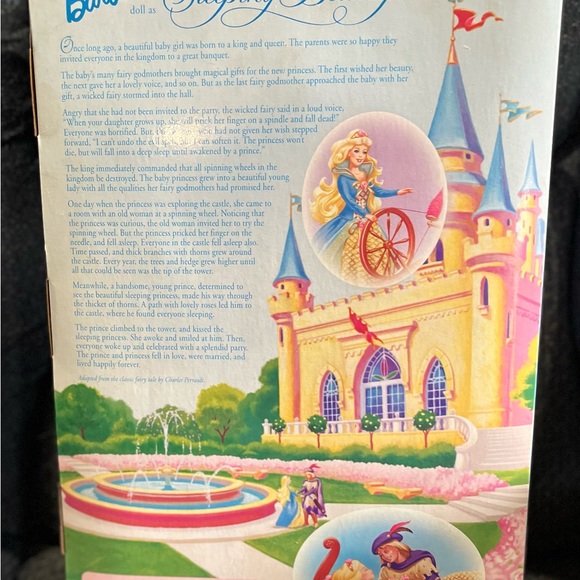 doll as Sleeping
Once long ago, a beautiful baby girl was born to a king and queen. The parents were so happy they
invited everyone in the kingdom to a great banquet.
The baby's many fairy godmothers brought magical gifts for the new princess. The first wished her beauty,
the next gave her a lovely voice, and so on. But as the last fairy godmother approached the baby with her
gift, a wicked fairy stormed into the hall.
Angry that she had not been invited to the party, the wicked fairy said in a loud voice,
"When your daughter grows up, she will prick her finger on a spindle and fall dead!"
Everyone was horrified. But, the who had not given her wish stepped
forward. "I can't undo the evil spell, but I can soften it. The princess won't
die, but will fall into a deep sleep until awakened by a prince."
The king immediately commanded that all spinning wheels in the
kingdom be destroyed. The baby princess grew into a beautiful young
lady with all the qualities her fairy godmothers had promised her.
One day when the princess was exploring the castle, she came to
a room with an old woman at a spinning wheel. Noticing that
the princess was curious, the old woman invited her to try the
spinning wheel. But the princess pricked her finger on the
needle, and fell asleep. Everyone in the castle fell asleep also.
Time passed, and thick branches with thorns grew around
the castle. Every year, the trees and hedge grew higher until
all that could be seen was the tip of the tower.
Meanwhile, a handsome, young prince, determined to
see the beautiful sleeping princess, made his way through
the thicket of thorns. A path with lovely roses led him to
the castle, where he found everyone sleeping.
The prince climbed to the tower, and kissed the
sleeping princess. She awoke and smiled at him. Then,
everyone woke up and celebrated with a splendid party.
The prince and princess fell in love, were married, and
lived happily forever.
Adapted from the classic fairy tale by Charles Perrault